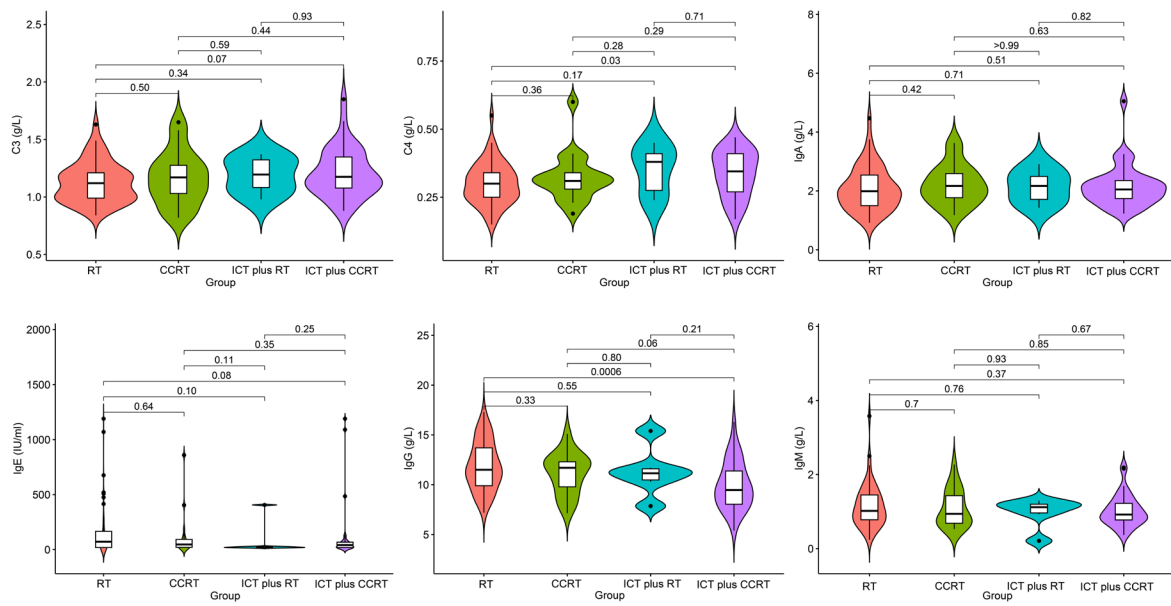 C3 (g/L)
2.5
2.0
1.5
1.0
0.5
0.93
0.44
0.59
0.07
0.34
0.50
RT
CCRT
ICT plus RT
ICT plus CCRT
Group
C4 (g/L)
0.75
0.50
0.25
0.71
0.29
0.28
0.03
0.17
0.36
RT
CCRT
ICT plus RT
ICT plus CCRT
Group
IgA (g/L)
8
6
4
2
0
0.82
0.63
>0.99
0.51
0.71
0.42
RT
CCRT
ICT plus RT
ICT plus CCRT
Group
IgE (IU/ml)
2000
1500
1000
500
0
0.25
0.35
0.11
0.08
0.10
0.64
RT
CCRT
ICT plus RT
ICT plus CCRT
Group
IgG (g/L)
25
20
15
10
5
0.21
0.06
0.80
0.0006
0.55
0.33
RT
CCRT
ICT plus RT
ICT plus CCRT
Group
IgM (g/L)
6
4
2
0
0.67
0.85
0.93
0.37
0.76
0.7
RT
CCRT
ICT plus RT
ICT plus CCRT
Group